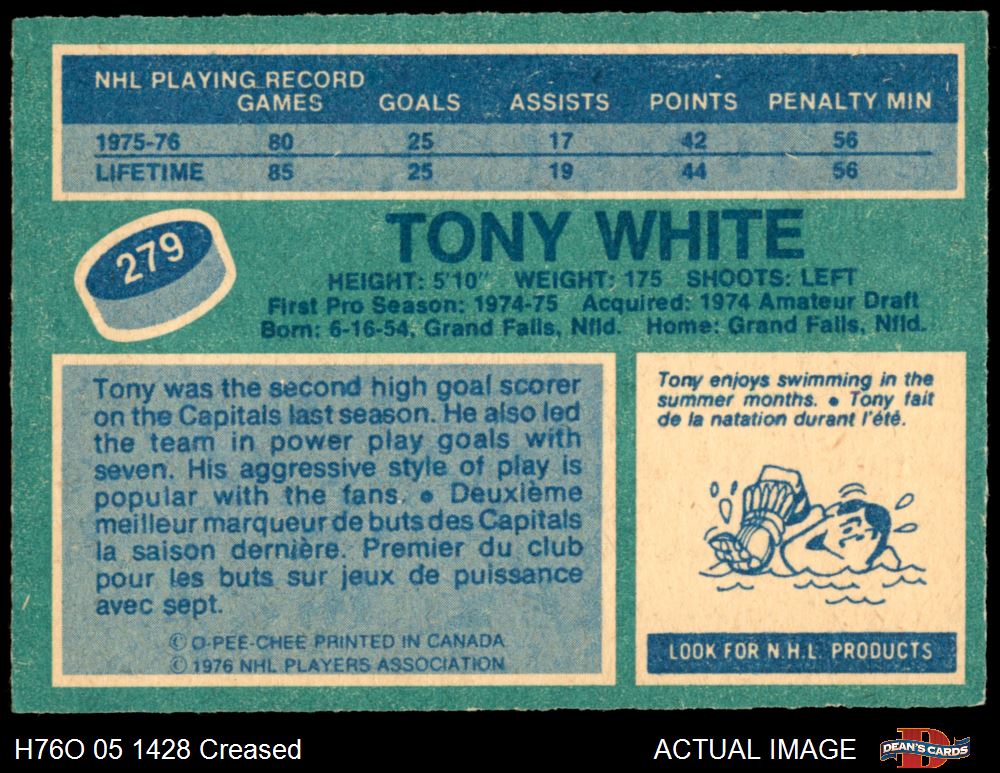 NHL PLAYING RECORD
GAMES GOALS ASSISTS POINTS PENALTY MIN
1975-76 80 25 17 42 56
LIFETIME 85 25 19 44 56
279
TONY WHITE
HEIGHT: 5'10" WEIGHT: 175 SHOOTS: LEFT
First Pro Season: 1974-75 Acquired: 1974 Amateur Draft
Born: 6-16-54, Grand Falls, Nfld. Home: Grand Falls, Nfld.
Tony was the second high goal scorer
on the Capitals last season. He also led
the team in power play goals with
seven. His aggressive style of play is
popular with the fans. • Deuxième
meilleur marqueur de buts des Capitals
la saison dernière. Premier du club
pour les buts sur jeux de puissance
avec sept.
© O-PEE-CHEE PRINTED IN CANADA
© 1976 NHL PLAYERS ASSOCIATION
Tony enjoys swimming in the
summer months. • Tony fait
de la natation durant l'été.
LOOK FOR N.H.L. PRODUCTS
H76O 05 1428 Creased
ACTUAL IMAGE
DEAN'S CARDS